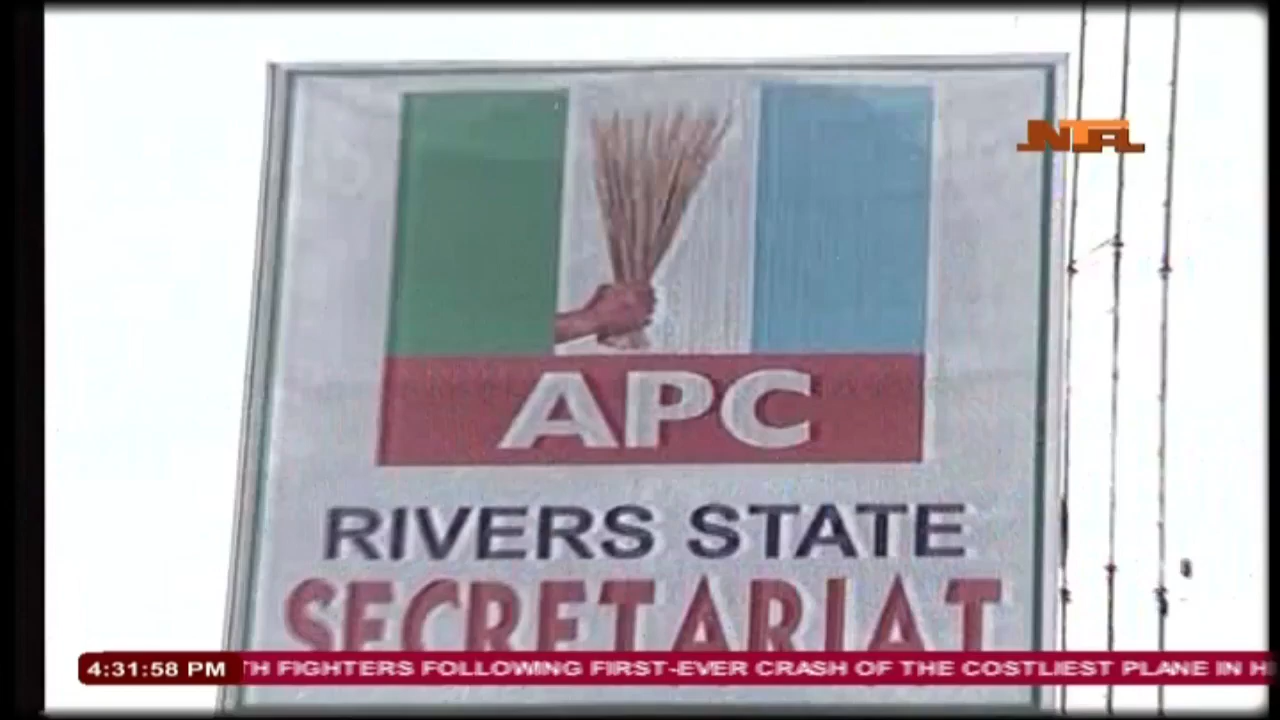 NTA
APC
RIVERS STATE
SECRETARIAT
4:31:58 PM
TH FIGHTERS FOLLOWING FIRST-EVER CRASH OF THE COSTLIEST PLANE IN H